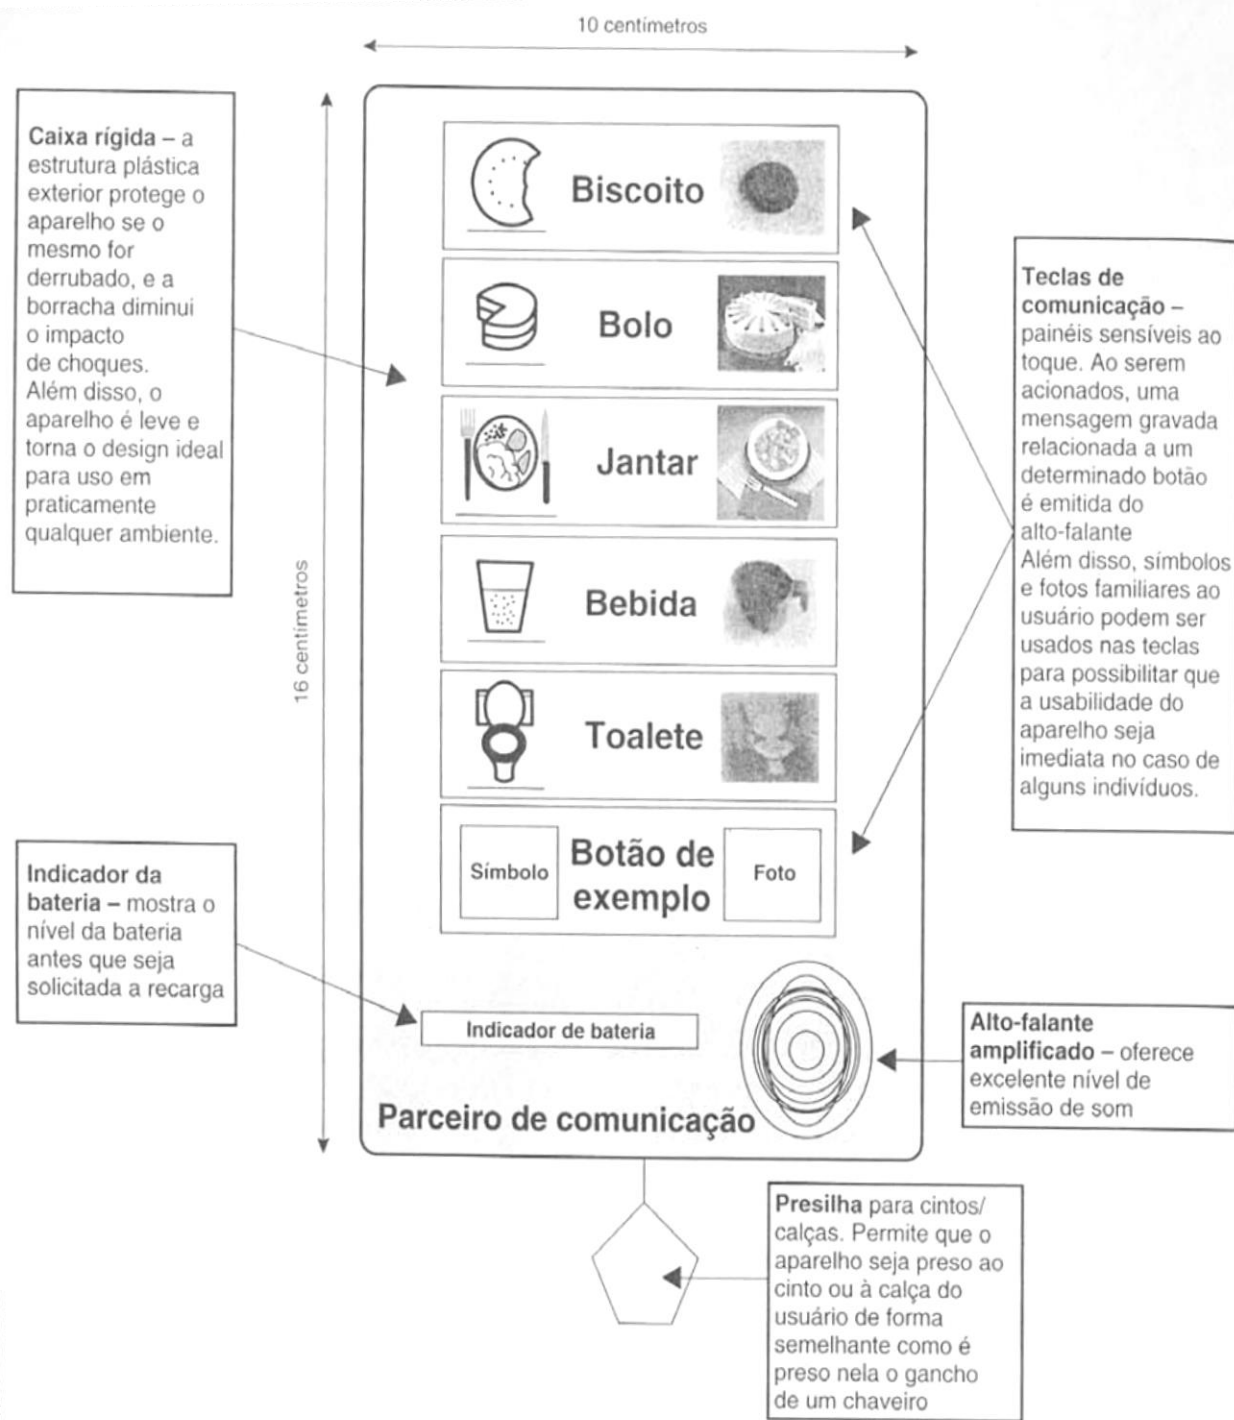 10 centímetros
Caixa rígida – a
estrutura plástica
exterior protege o
aparelho se o
mesmo for
derrubado, e a
borracha diminui
o impacto
de choques.
Além disso, o
aparelho é leve e
torna o design ideal
para uso em
praticamente
qualquer ambiente.
16 centímetros
Biscoito
Bolo
Jantar
Bebida
Toalete
Símbolo
Botão de
exemplo
Foto
Teclas de
comunicação –
painéis sensíveis ao
toque. Ao serem
acionados, uma
mensagem gravada
relacionada a um
determinado botão
é emitida do
alto-falante
Além disso, símbolos
e fotos familiares ao
usuário podem ser
usados nas teclas
para possibilitar que
a usabilidade do
aparelho seja
imediata no caso de
alguns indivíduos.
Indicador da
bateria – mostra o
nível da bateria
antes que seja
solicitada a recarga
Indicador de bateria
Parceiro de comunicação
Alto-falante
amplificado – oferece
excelente nível de
emissão de som
Presilha para cintos/
calças. Permite que o
aparelho seja preso ao
cinto ou à calça do
usuário de forma
semelhante como é
preso nela o gancho
de um chaveiro